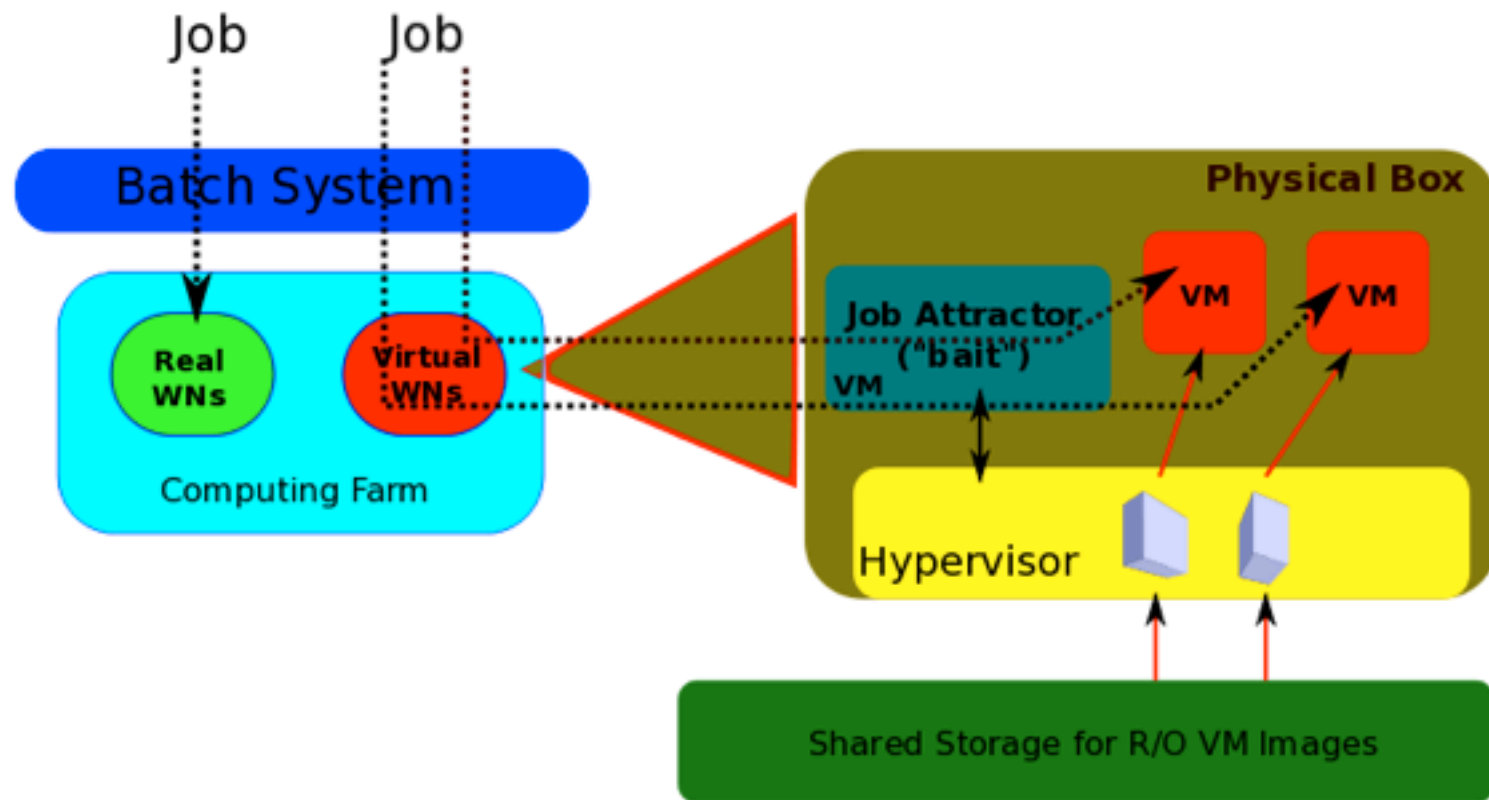 Job
Job
Batch System
Physical Box
Real
WNs
Virtual
WNs
Computing Farm
Job Attractor
("bait")
VM
VM
VM
Hypervisor
Shared Storage for R/O VM Images